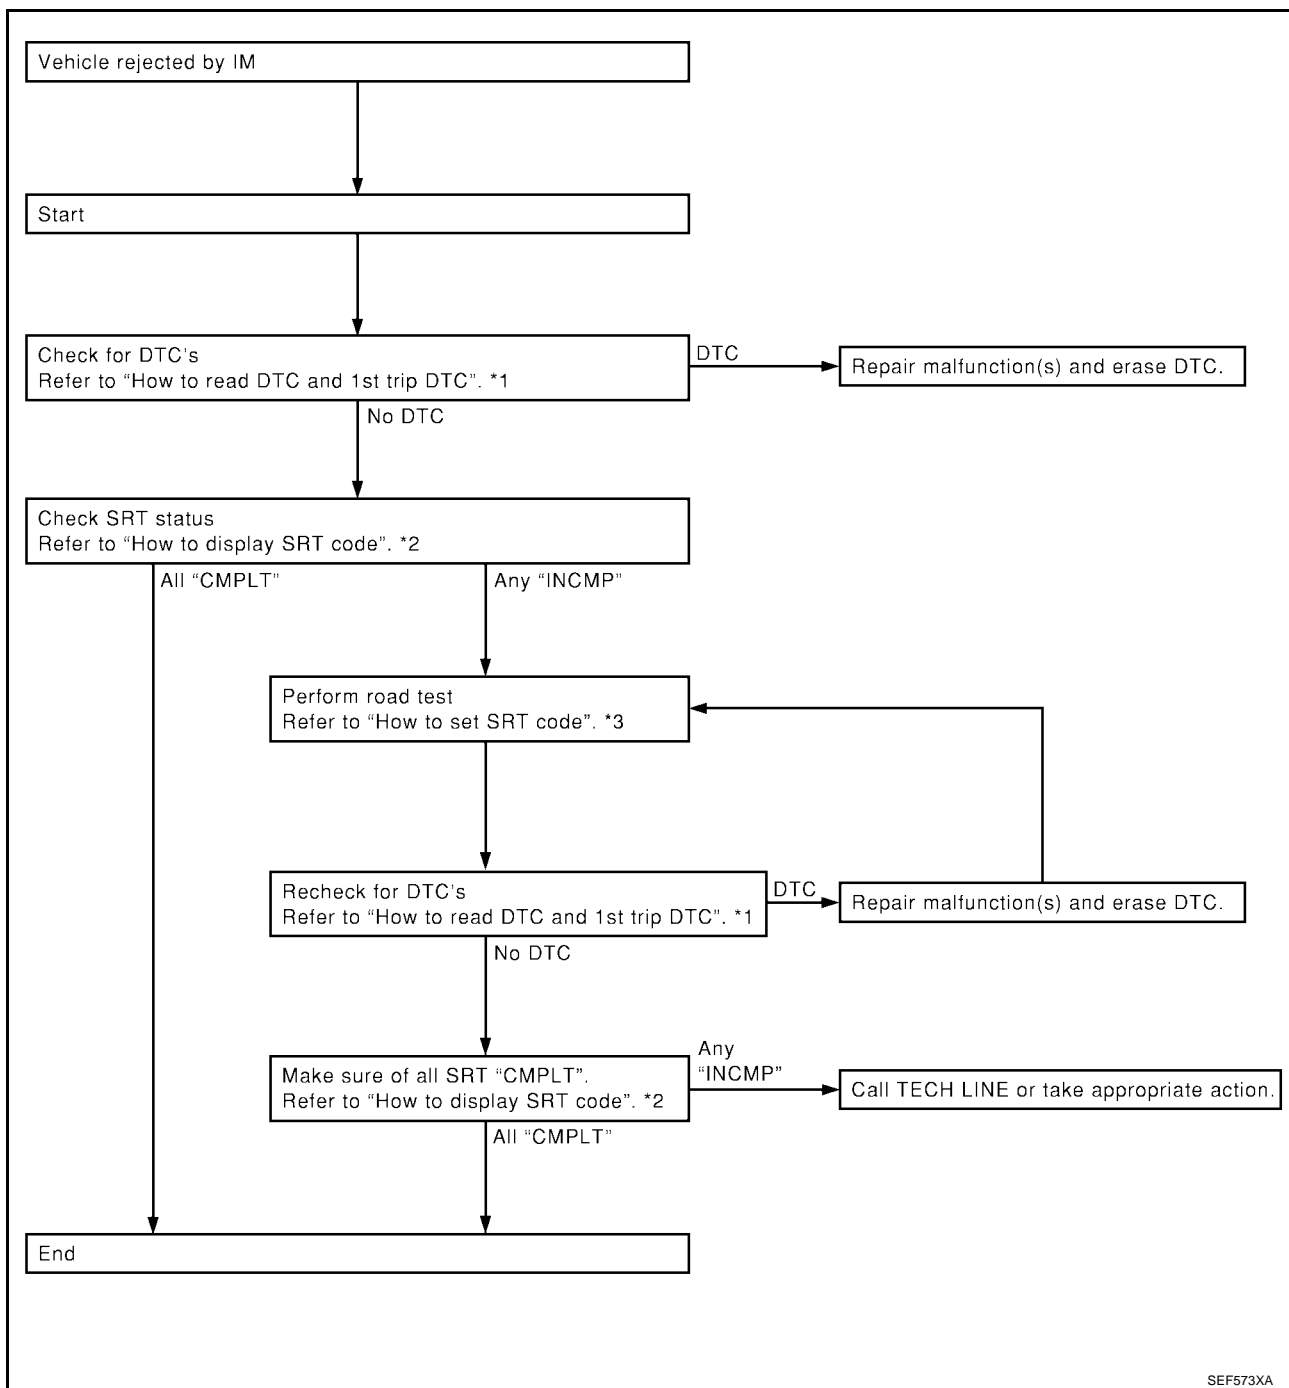 Vehicle rejected by IM
Start
Check for DTC's
Refer to “How to read DTC and 1st trip DTC”. *1
DTC
Repair malfunction(s) and erase DTC.
No DTC
Check SRT status
Refer to “How to display SRT code”. *2
All “CMPLT”
Any “INCMP”
Perform road test
Refer to “How to set SRT code”. *3
Recheck for DTC's
Refer to “How to read DTC and 1st trip DTC”. *1
DTC
Repair malfunction(s) and erase DTC.
No DTC
Make sure of all SRT “CMPLT”.
Refer to “How to display SRT code”. *2
Any
“INCMP”
Call TECH LINE or take appropriate action.
All “CMPLT”
End
SEF573XA